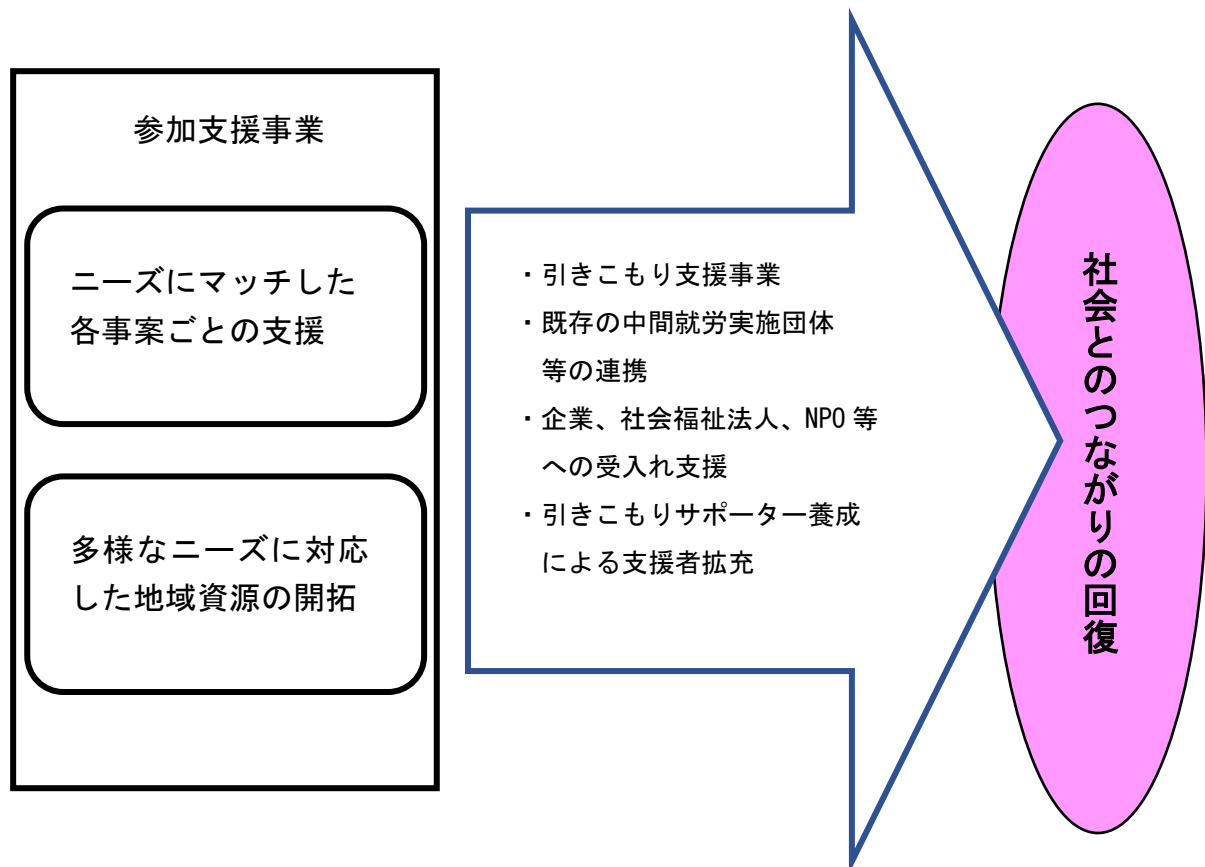 参加支援事業
ニーズにマッチした
各事案ごとの支援
多様なニーズに対応
した地域資源の開拓
・引きこもり支援事業
・既存の中間就労実施団体
等の連携
・企業、社会福祉法人、NPO等
への受入れ支援
・引きこもりサポーター養成
による支援者拡充
社会とのつながりの回復